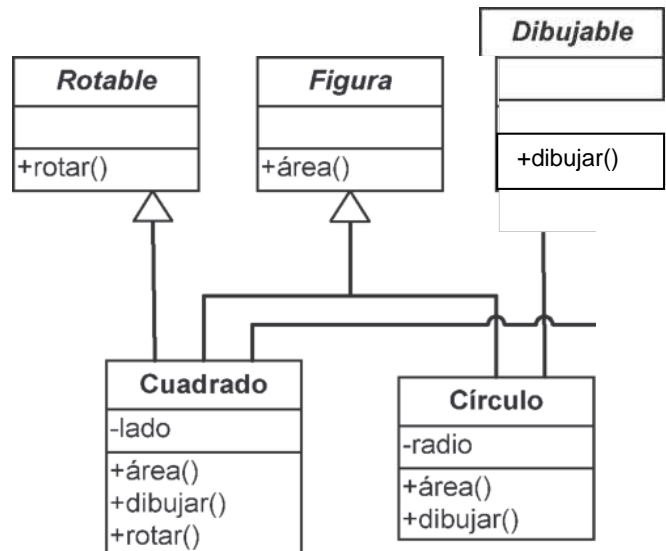 Dibujable
Rotable
Figura
+rotar()
+área()
+dibujar()
Cuadrado
-lado
+área()
+dibujar()
+rotar()
Círculo
-radio
+área()
+dibujar()